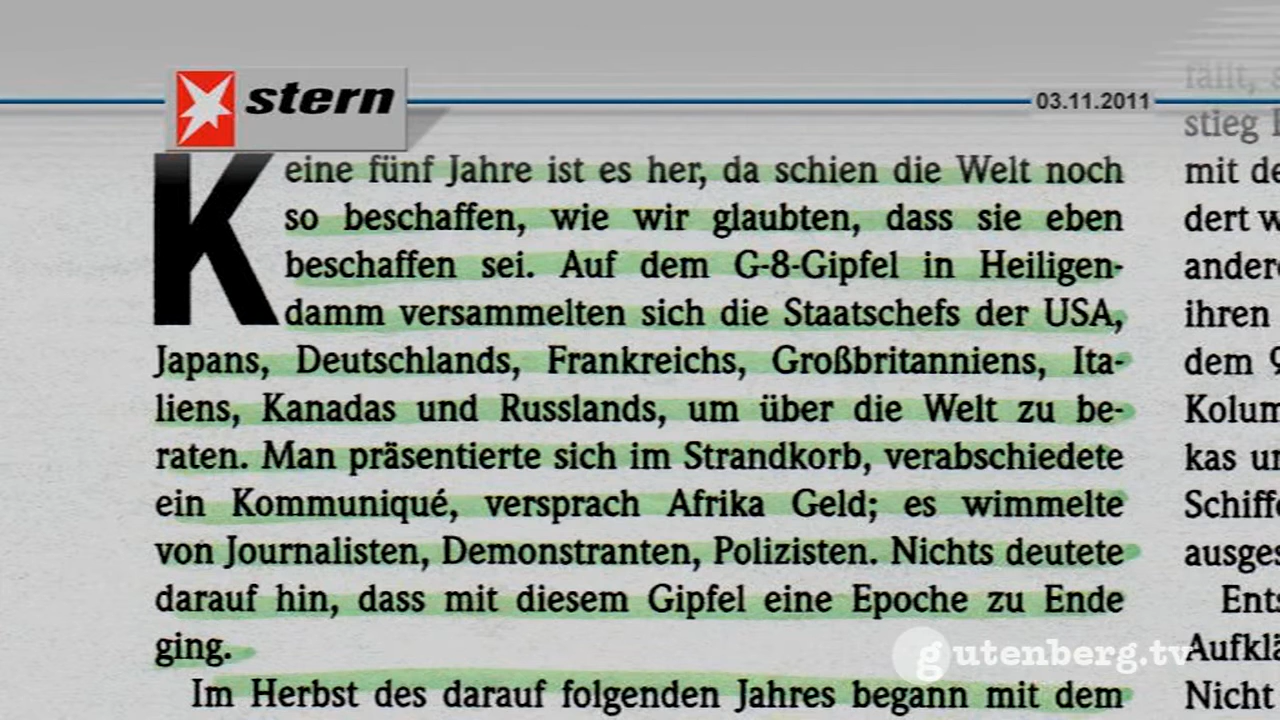 stern
03.11.2011
Keine fünf Jahre ist es her, da schien die Welt noch
so beschaffen, wie wir glaubten, dass sie eben
beschaffen sei. Auf dem G-8-Gipfel in Heiligen-
damm versammelten sich die Staatschefs der USA,
Japans, Deutschlands, Frankreichs, Großbritanniens, Ita-
liens, Kanadas und Russlands, um über die Welt zu be-
raten. Man präsentierte sich im Strandkorb, verabschiedete
ein Kommuniqué, versprach Afrika Geld; es wimmelte
von Journalisten, Demonstranten, Polizisten. Nichts deutete
darauf hin, dass mit diesem Gipfel eine Epoche zu Ende
ging.
Im Herbst des darauf folgenden Jahres begann mit dem
fällt,
stieg
mit de
dert w
ander
ihren
dem 9
Kolum
kas un
Schiff
ausges
Ents
Aufklä
Nicht
gutenberg.tv